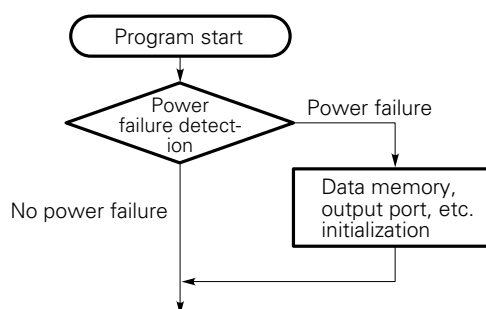 Program start
Power
failure detect-
ion
Power failure
No power failure
Data memory,
output port, etc.
initialization